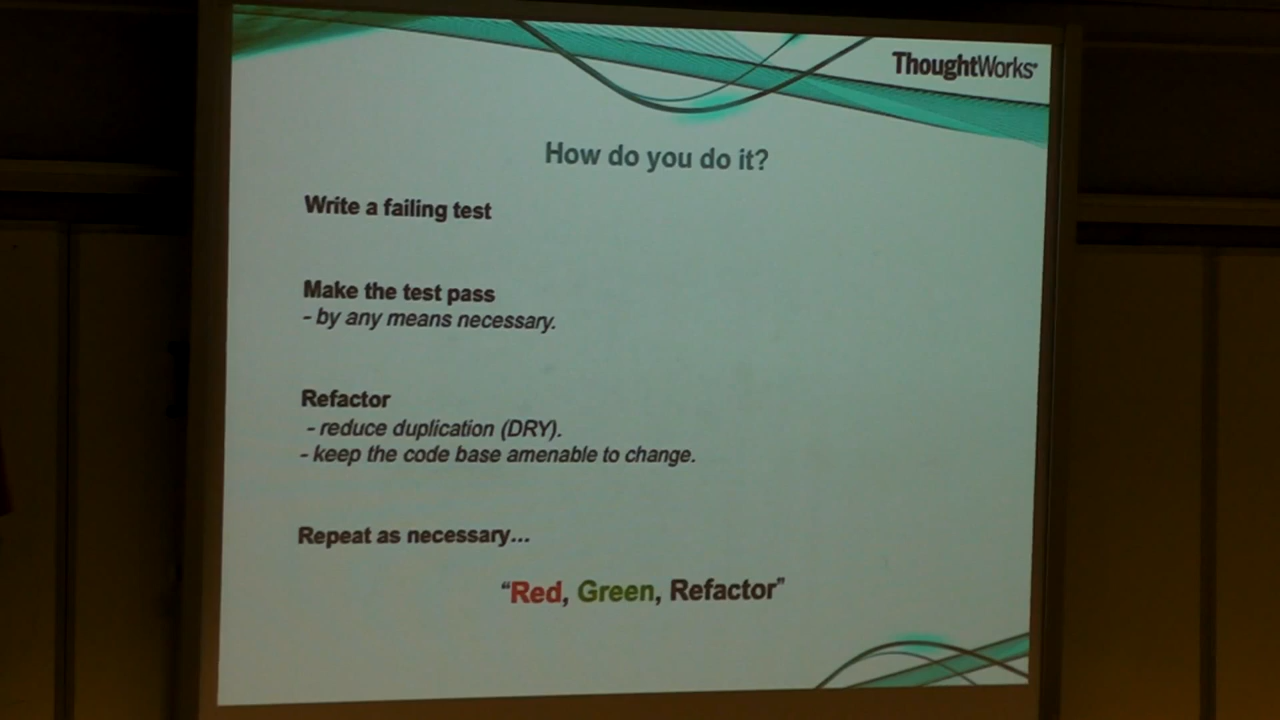 ThoughtWorks
How do you do it?
Write a failing test
Make the test pass
- by any means necessary.
Refactor
- reduce duplication (DRY).
- keep the code base amenable to change.
Repeat as necessary...
“Red, Green, Refactor”